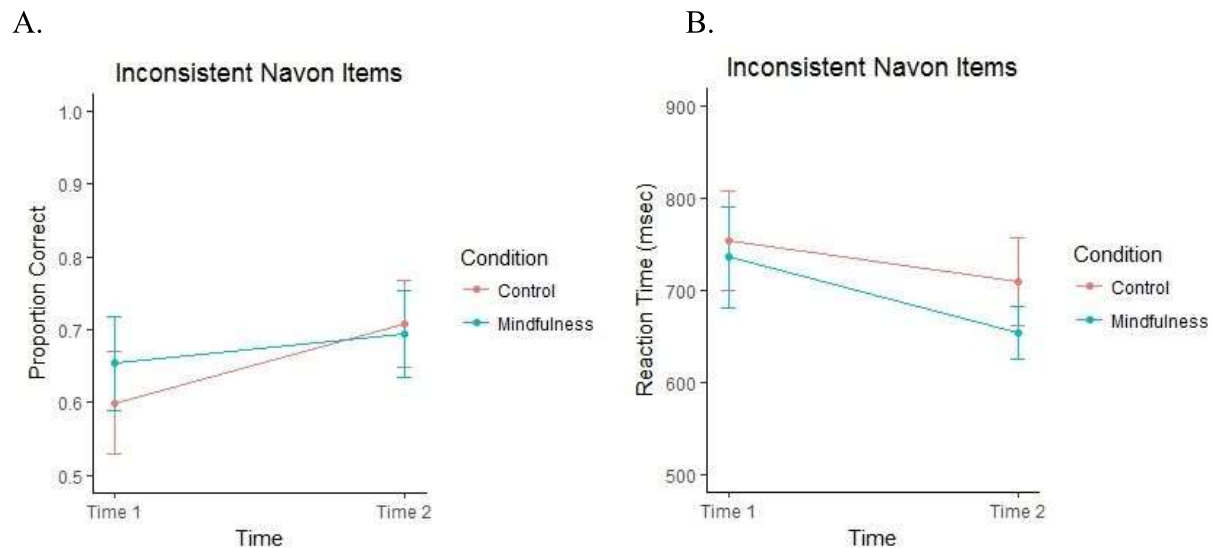 A.
Inconsistent Navon Items
Proportion Correct
1.0
0.9
0.8
0.7
0.6
0.5
Time 1
Time 2
Time
Condition
Control
Mindfulness
B.
Inconsistent Navon Items
Reaction Time (msec)
900
800
700
600
500
Time 1
Time 2
Time
Condition
Control
Mindfulness